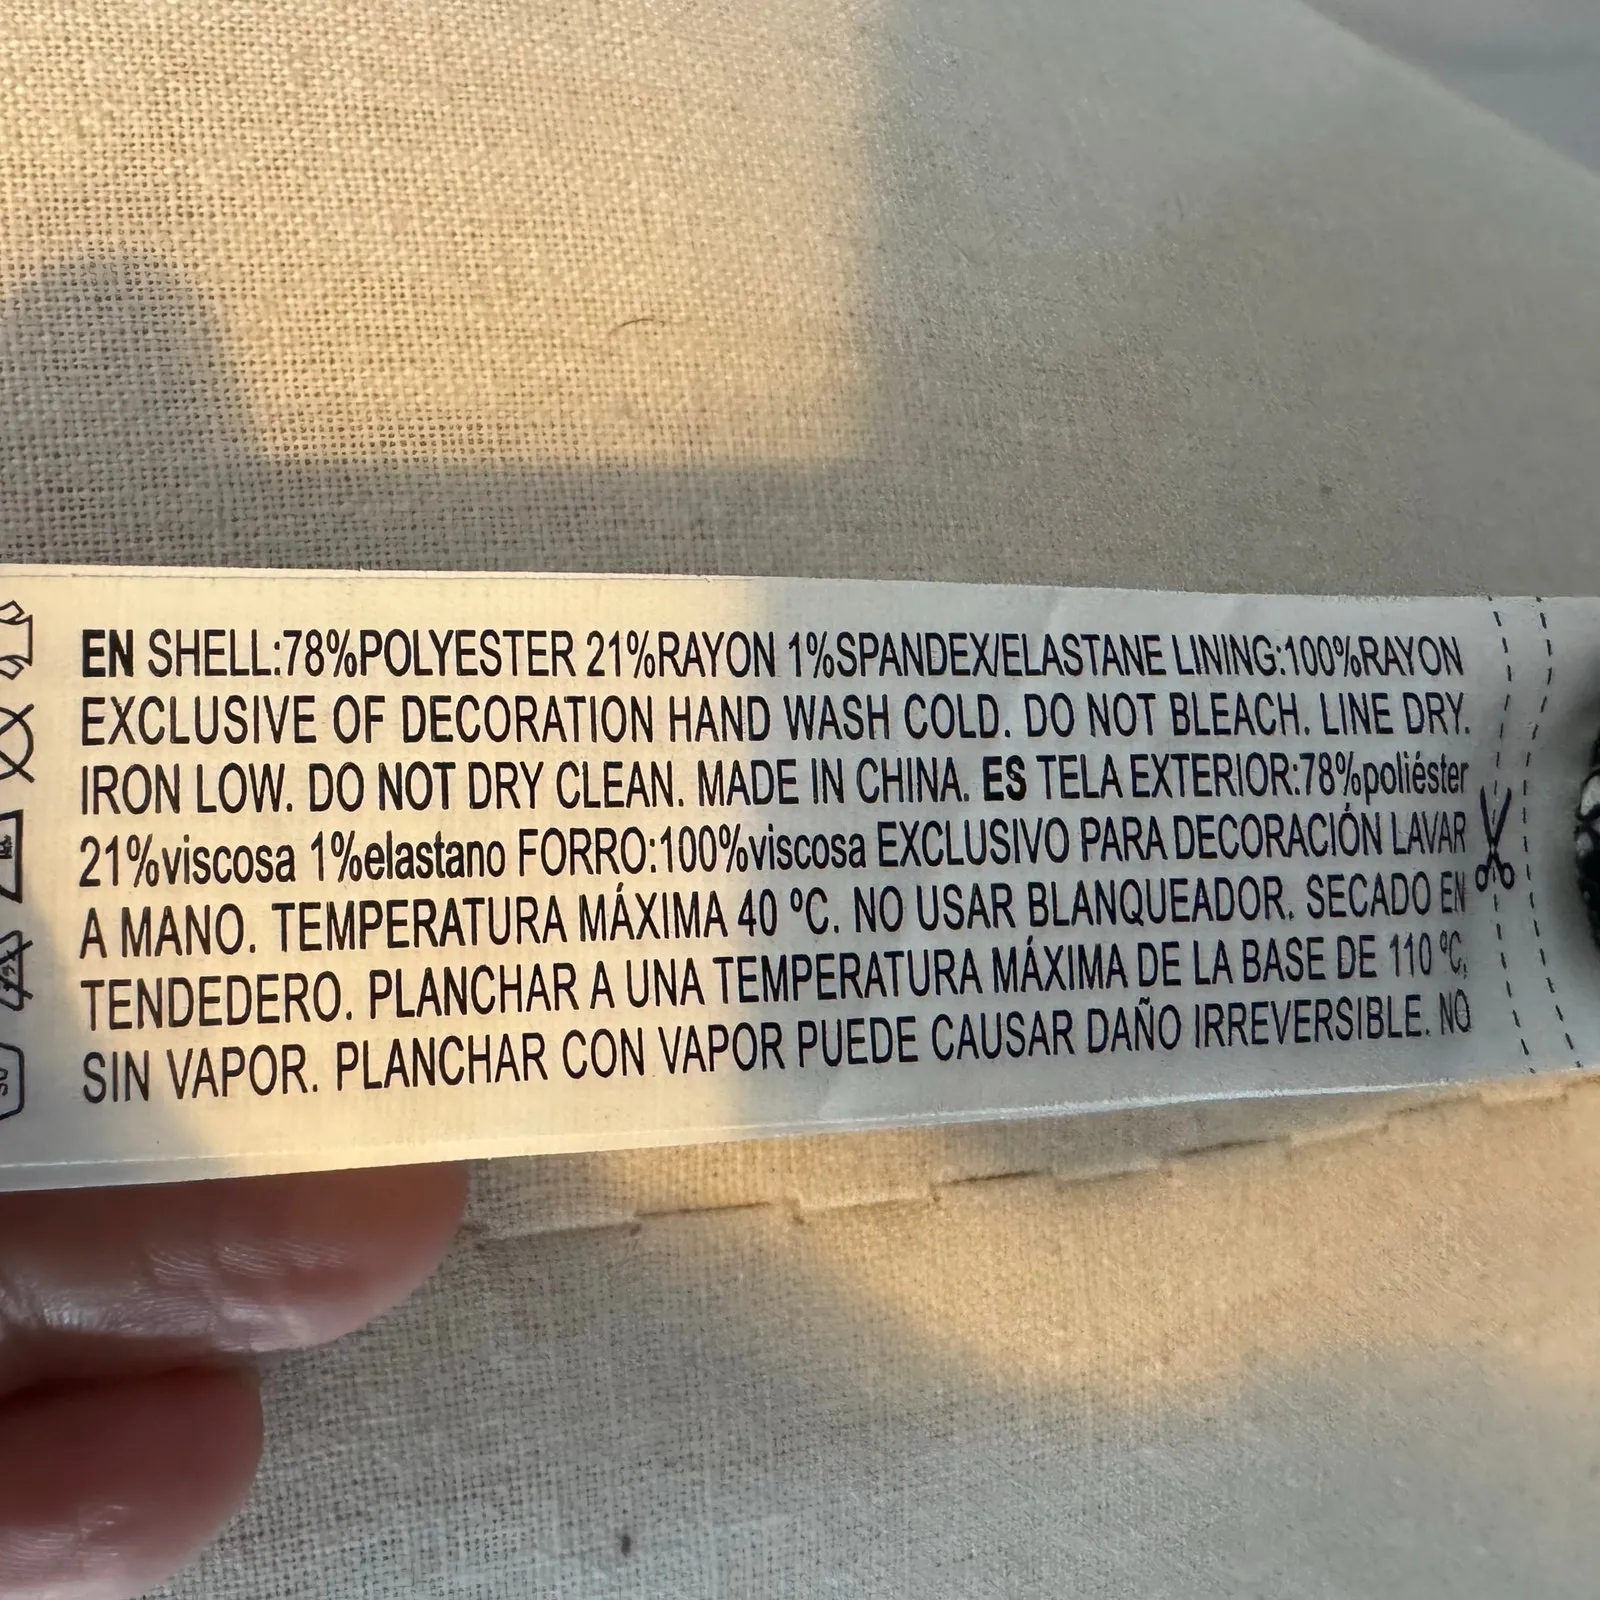 EN SHELL:78%POLYESTER 21%RAYON 1%SPANDEX/ELASTANE LINING:100%RAYON
EXCLUSIVE OF DECORATION HAND WASH COLD. DO NOT BLEACH. LINE DRY.
IRON LOW. DO NOT DRY CLEAN. MADE IN CHINA. ES TELA EXTERIOR:78%poliéster
21%viscosa 1%elastano FORRO:100%viscosa EXCLUSIVO PARA DECORACIÓN LAVAR
A MANO. TEMPERATURA MÁXIMA 40 ºC. NO USAR BLANQUEADOR. SECADO EN
TENDEDERO. PLANCHAR A UNA TEMPERATURA MÁXIMA DE LA BASE DE 110 ºC,
SIN VAPOR. PLANCHAR CON VAPOR PUEDE CAUSAR DAÑO IRREVERSIBLE. NO